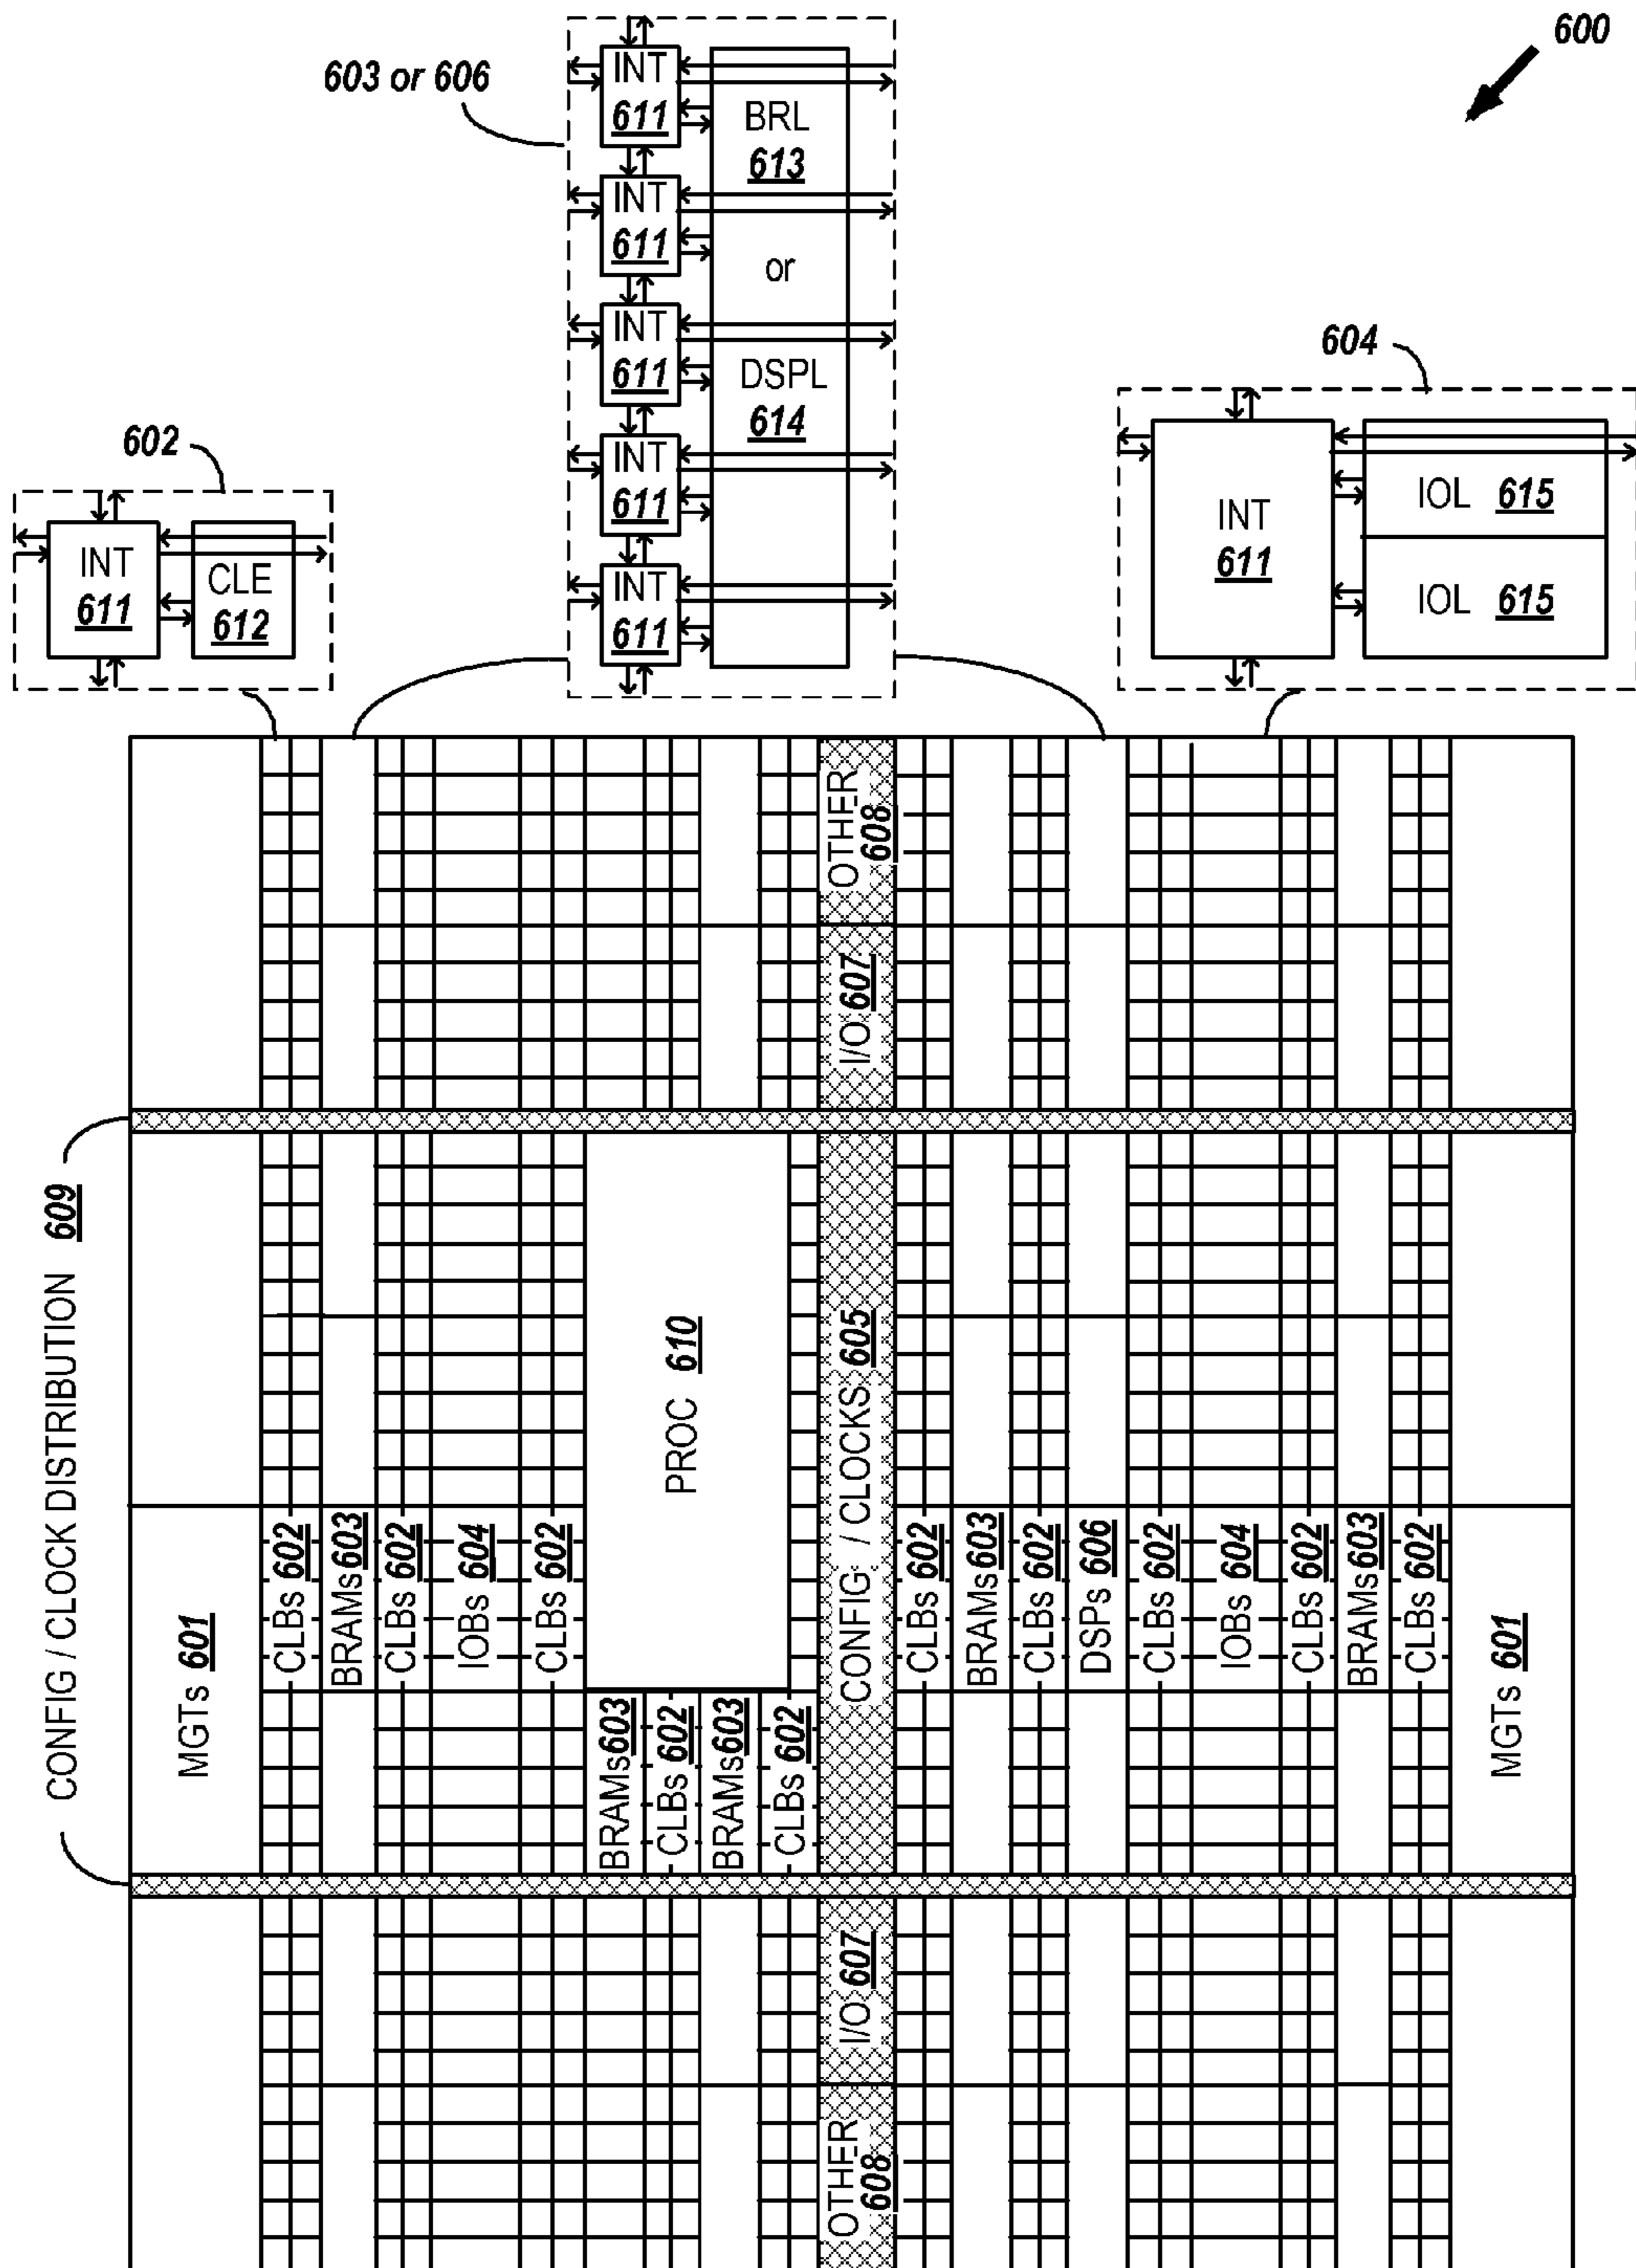 600
603 or 606
INT
611
INT
611
INT
611
INT
611
INT
611
BRL
613
or
DSPL
614
604
INT
611
IOL 615
IOL 615
602
INT
611
CLE
612
OTHER
608
I/O 607
CONFIG / CLOCK DISTRIBUTION 609
PROC 610
CONFIG / CLOCKS 605
MGTs 601
CLBs 602
BRAMs 603
CLBs 602
IOBs 604
CLBs 602
BRAMs 603
CLBs 602
BRAMs 603
CLBs 602
CLBs 602
BRAMs 603
CLBs 602
DSPs 606
CLBs 602
IOBs 604
CLBs 602
BRAMs 603
CLBs 602
MGTs 601
I/O 607
OTHER
608